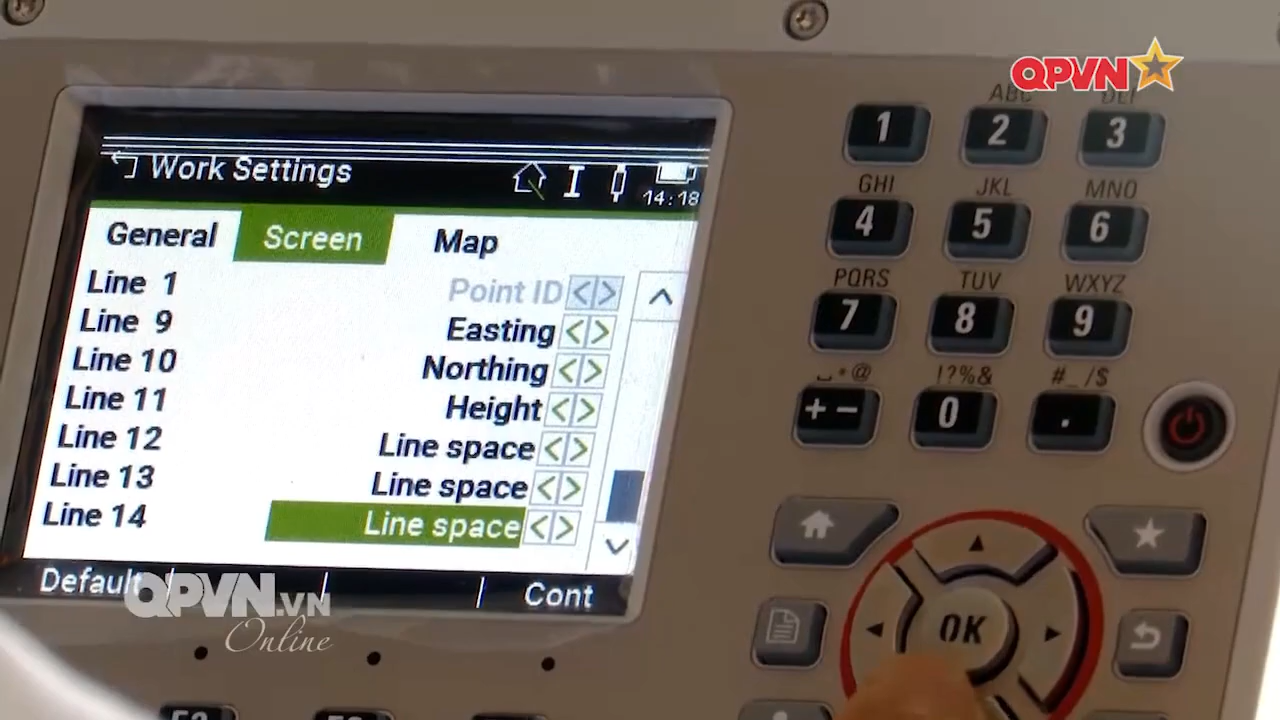 QPVN
Work Settings
14:18
General Screen Map
Line 1 Point ID
Line 9 Easting
Line 10 Northing
Line 11 Height
Line 12 Line space
Line 13 Line space
Line 14 Line space
Default Cont
QPVN.VN
Online
ABC DEF
1 2 3
GHI JKL MNO
4 5 6
PQRS TUV WXYZ
7 8 9
*@ !?%& #_/$
+- 0 .
OK